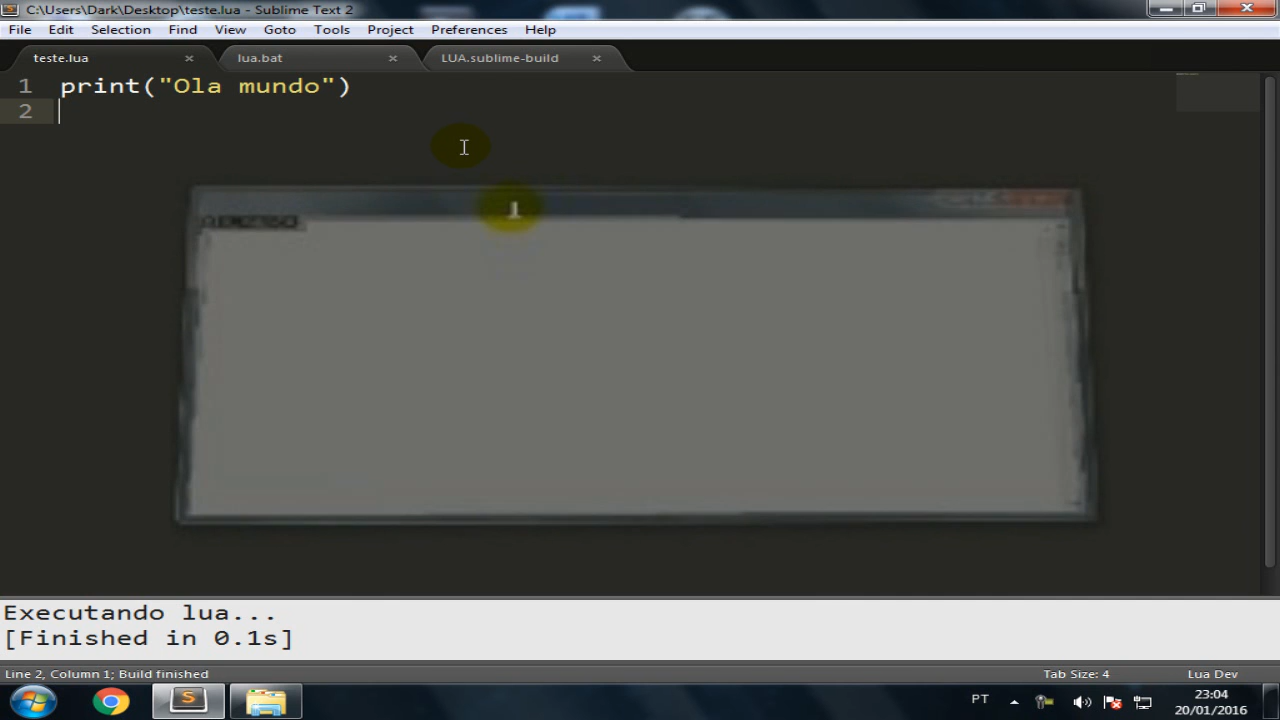 C:\Users\Dark\Desktop\teste.lua - Sublime Text 2
File Edit Selection Find View Goto Tools Project Preferences Help
teste.lua × lua.bat × LUA.sublime-build ×
1 print("Ola mundo")
2
Executando lua...
[Finished in 0.1s]
Line 2, Column 1; Build finished Tab Size: 4 Lua Dev
PT 23:04
20/01/2016